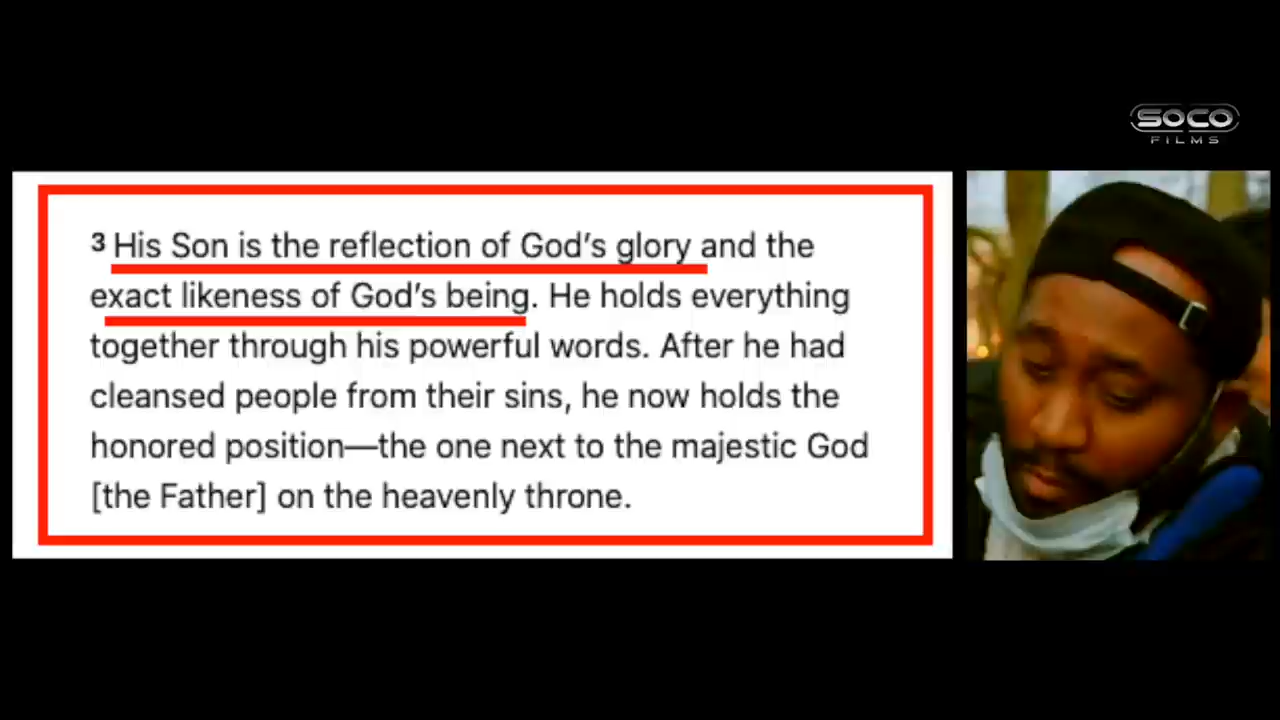 SOCO
FILMS
3 His Son is the reflection of God's glory and the
exact likeness of God's being. He holds everything
together through his powerful words. After he had
cleansed people from their sins, he now holds the
honored position—the one next to the majestic God
[the Father] on the heavenly throne.